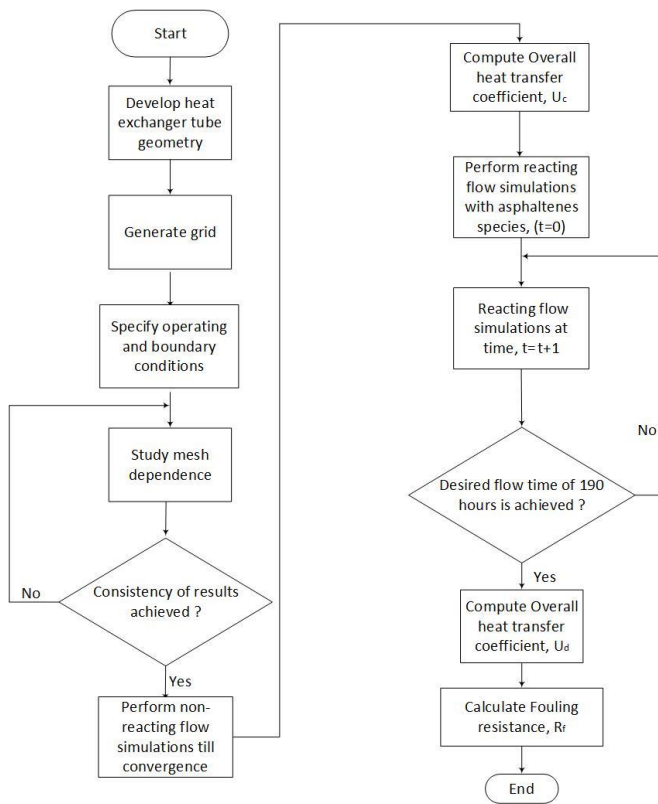 Start
Develop heat
exchanger tube
geometry
Generate grid
Specify operating
and boundary
conditions
Study mesh
dependence
Consistency of results
achieved ?
No
Yes
Perform non-
reacting flow
simulations till
convergence
Compute Overall
heat transfer
coefficient, Uc
Perform reacting
flow simulations
with asphaltenes
species, (t=0)
Reacting flow
simulations at
time, t= t+1
Desired flow time of 190
hours is achieved ?
No
Yes
Compute Overall
heat transfer
coefficient, Ud
Calculate Fouling
resistance, Rf
End